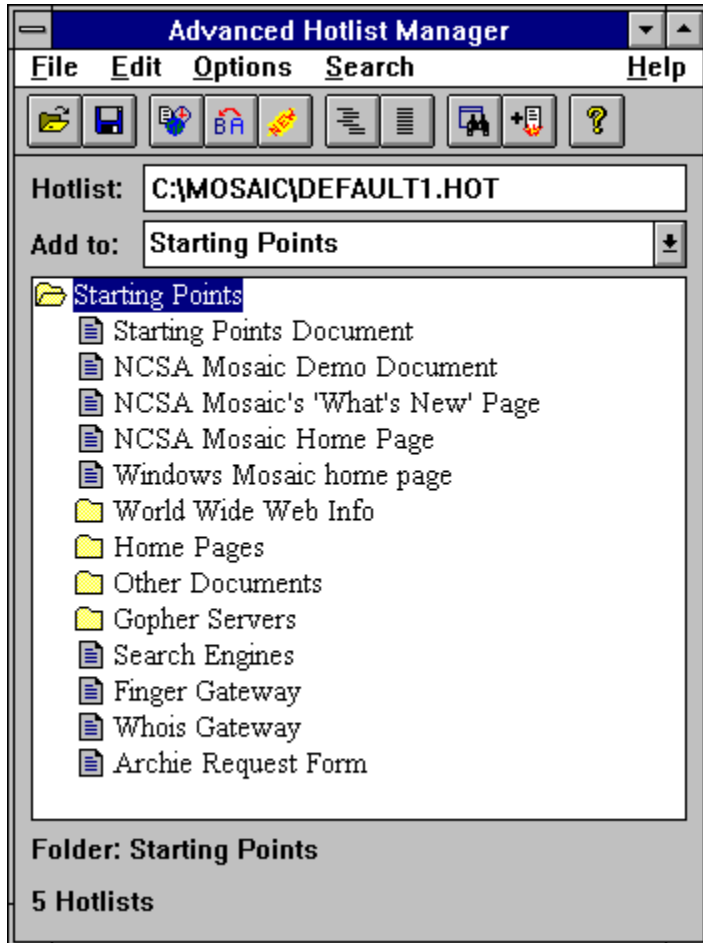 Advanced Hotlist Manager
File Edit Options Search Help
BA NEW ?
Hotlist: C:\MOSAIC\DEFAULT1.HOT
Add to: Starting Points
Starting Points
Starting Points Document
NCSA Mosaic Demo Document
NCSA Mosaic's 'What's New' Page
NCSA Mosaic Home Page
Windows Mosaic home page
World Wide Web Info
Home Pages
Other Documents
Gopher Servers
Search Engines
Finger Gateway
Whois Gateway
Archie Request Form
Folder: Starting Points
5 Hotlists